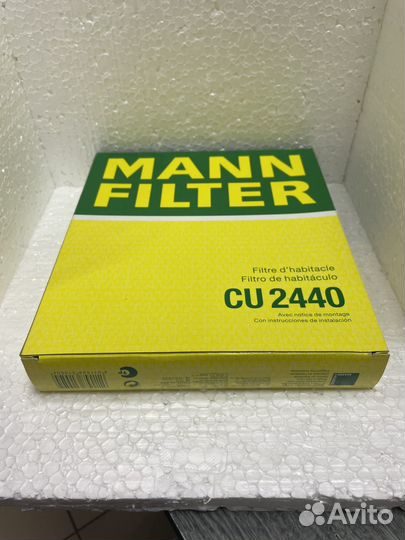 MANN
FILTER
Filtre d'habitacle
Filtro de habitáculo
CU 2440
Avec notice de montage
Con instrucciones de instalación
Avito